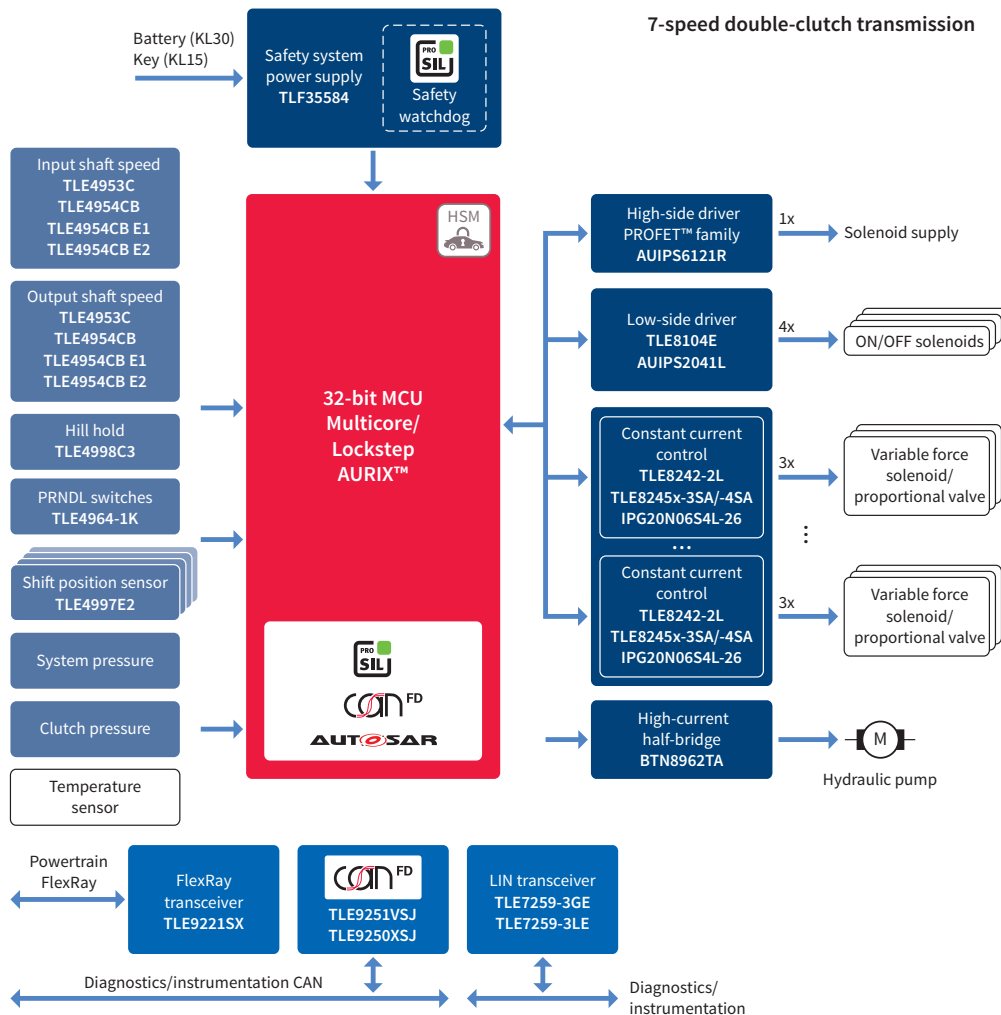 7-speed double-clutch transmission
Battery (KL30)
Key (KL15)
Safety system
power supply
TLF35584
PRO
SIL
Safety
watchdog
Input shaft speed
TLE4953C
TLE4954CB
TLE4954CB E1
TLE4954CB E2
Output shaft speed
TLE4953C
TLE4954CB
TLE4954CB E1
TLE4954CB E2
Hill hold
TLE4998C3
PRNDL switches
TLE4964-1K
Shift position sensor
TLE4997E2
System pressure
Clutch pressure
Temperature
sensor
HSM
32-bit MCU
Multicore/
Lockstep
AURIX™
PRO
SIL
CAN FD
AUTOSAR
High-side driver
PROFET™ family
AUIPS6121R
1x
Solenoid supply
Low-side driver
TLE8104E
AUIPS2041L
4x
ON/OFF solenoids
Constant current
control
TLE8242-2L
TLE8245x-3SA/-4SA
IPG20N06S4L-26
3x
Variable force
solenoid/
proportional valve
...
⋮
Constant current
control
TLE8242-2L
TLE8245x-3SA/-4SA
IPG20N06S4L-26
3x
Variable force
solenoid/
proportional valve
High-current
half-bridge
BTN8962TA
M
Hydraulic pump
Powertrain
FlexRay
FlexRay
transceiver
TLE9221SX
CAN FD
TLE9251VSJ
TLE9250XSJ
LIN transceiver
TLE7259-3GE
TLE7259-3LE
Diagnostics/instrumentation CAN
Diagnostics/
instrumentation